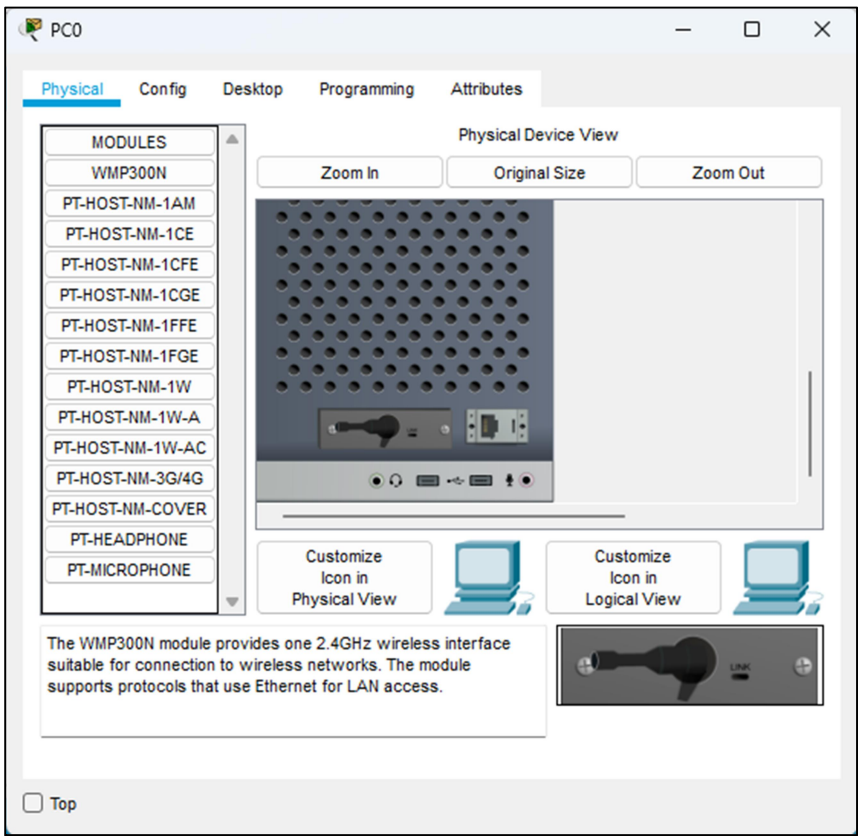 PC0
Physical Config Desktop Programming Attributes
MODULES
WMP300N
PT-HOST-NM-1AM
PT-HOST-NM-1CE
PT-HOST-NM-1CFE
PT-HOST-NM-1CGE
PT-HOST-NM-1FFE
PT-HOST-NM-1FGE
PT-HOST-NM-1W
PT-HOST-NM-1W-A
PT-HOST-NM-1W-AC
PT-HOST-NM-3G/4G
PT-HOST-NM-COVER
PT-HEADPHONE
PT-MICROPHONE
Physical Device View
Zoom In Original Size Zoom Out
LINK
Customize
Icon in
Physical View
Customize
Icon in
Logical View
The WMP300N module provides one 2.4GHz wireless interface
suitable for connection to wireless networks. The module
supports protocols that use Ethernet for LAN access.
LINK
Top